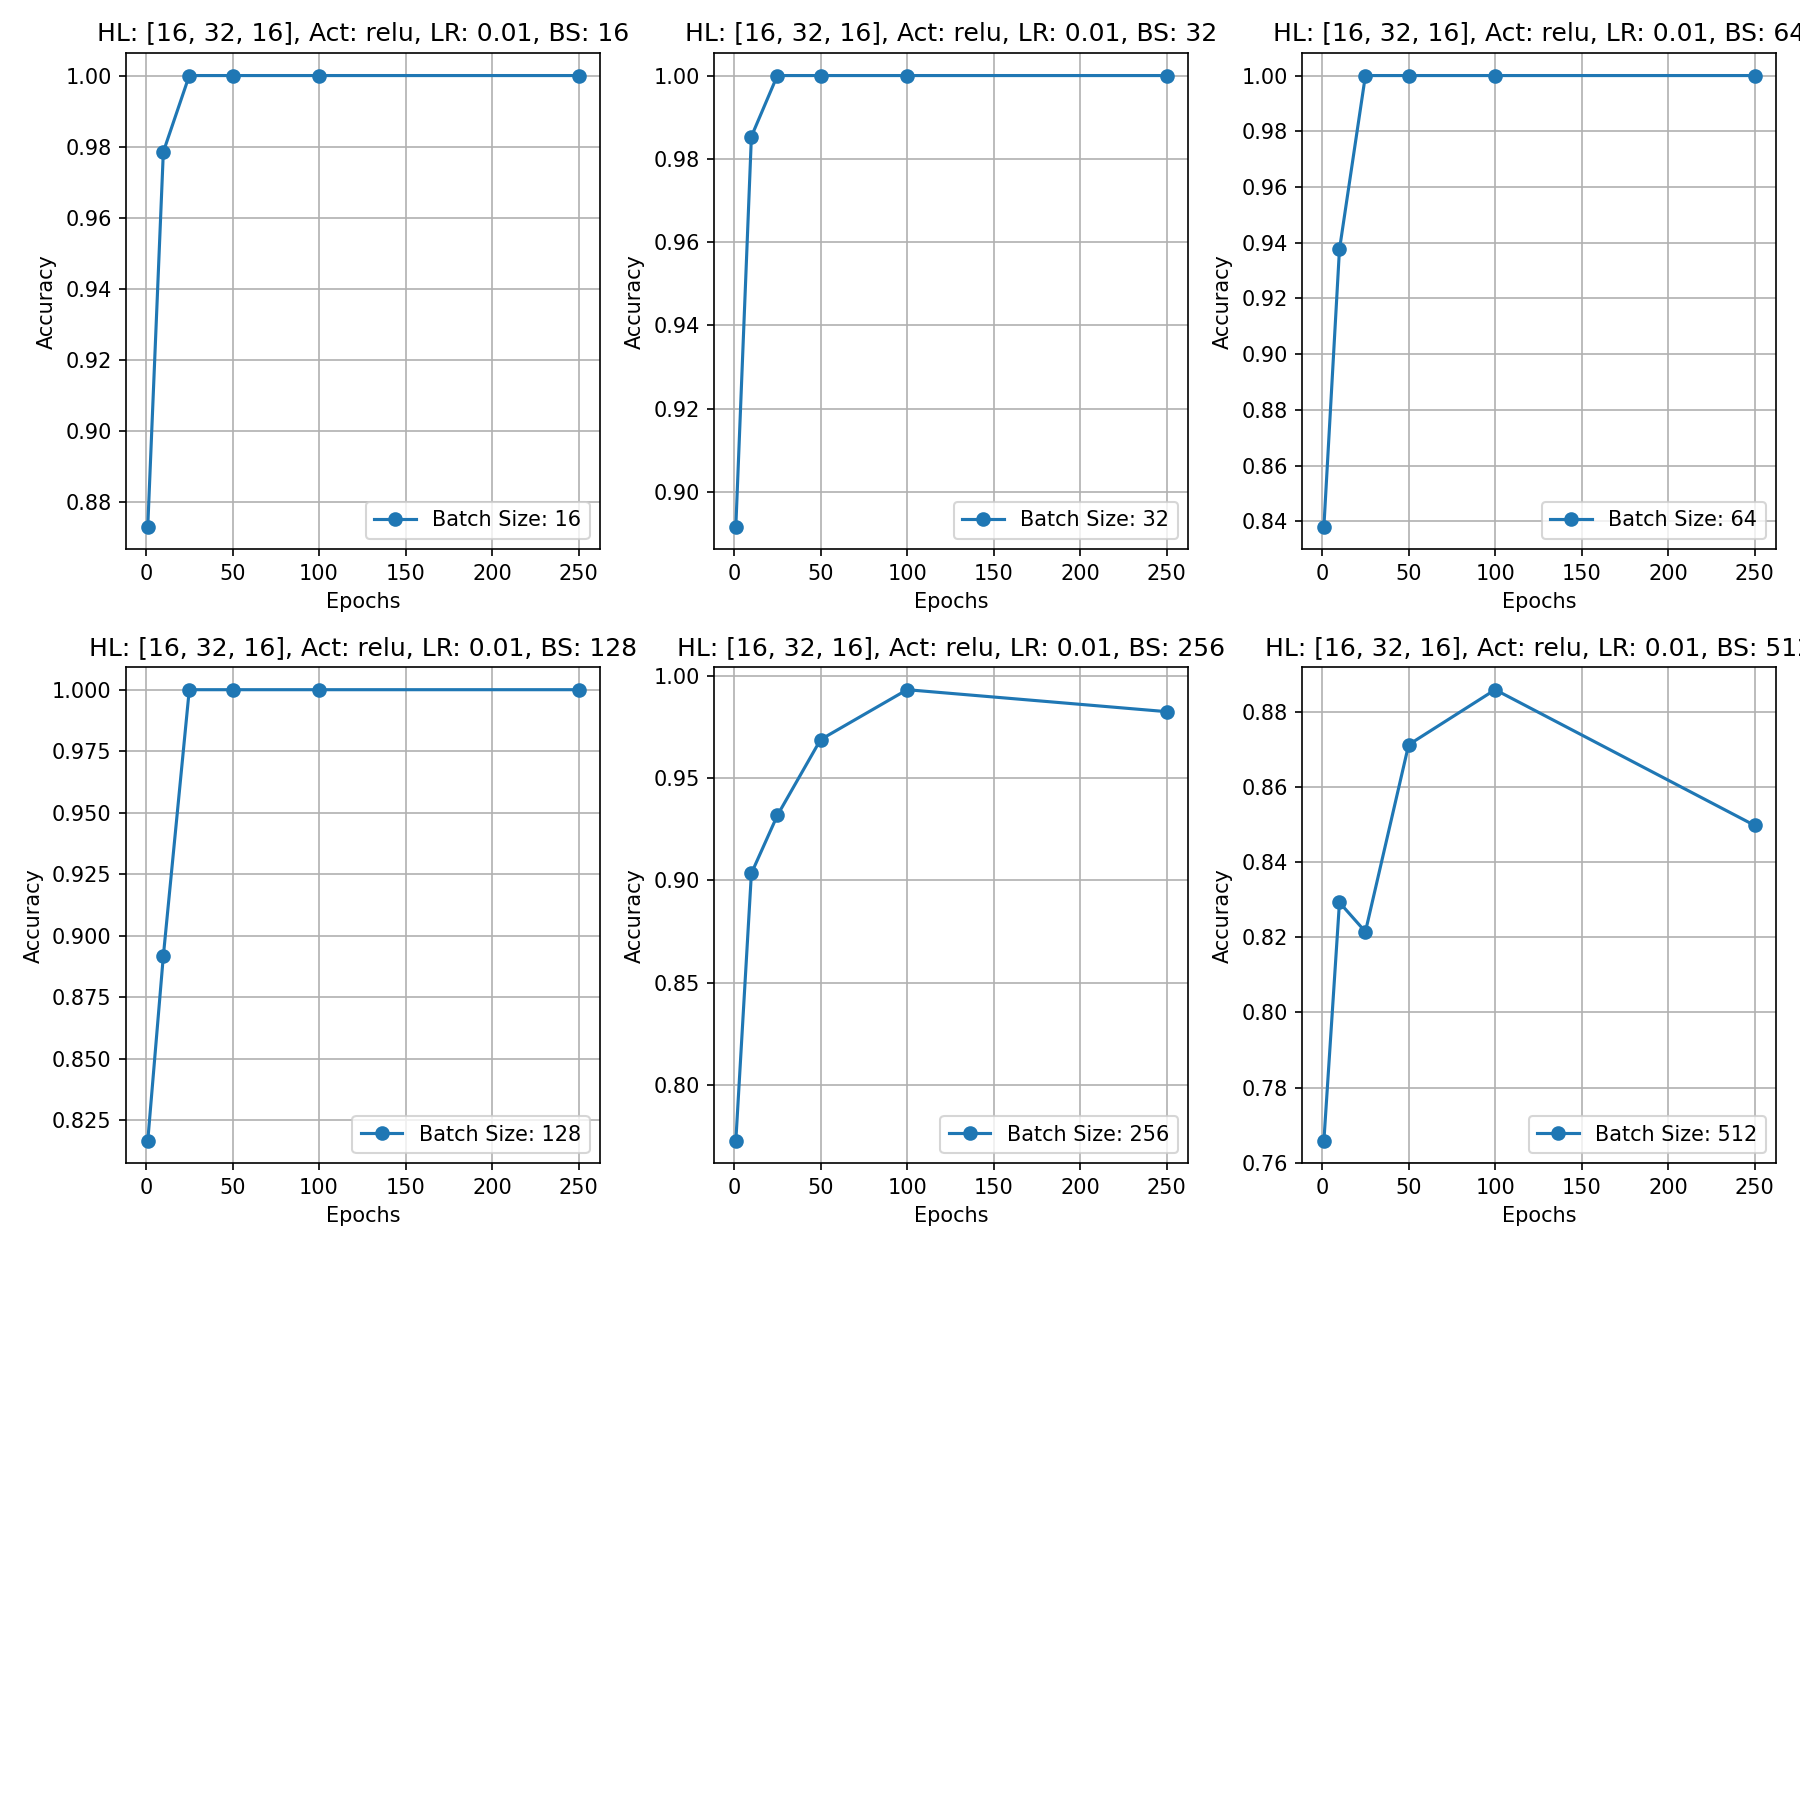 HL: [16, 32, 16], Act: relu, LR: 0.01, BS: 16
1.00
0.98
0.96
0.94
0.92
0.90
0.88
Accuracy
Batch Size: 16
0 50 100 150 200 250
Epochs
HL: [16, 32, 16], Act: relu, LR: 0.01, BS: 32
1.00
0.98
0.96
0.94
0.92
0.90
Accuracy
Batch Size: 32
0 50 100 150 200 250
Epochs
HL: [16, 32, 16], Act: relu, LR: 0.01, BS: 64
1.00
0.98
0.96
0.94
0.92
0.90
0.88
0.86
0.84
Accuracy
Batch Size: 64
0 50 100 150 200 250
Epochs
HL: [16, 32, 16], Act: relu, LR: 0.01, BS: 128
1.000
0.975
0.950
0.925
0.900
0.875
0.850
0.825
Accuracy
Batch Size: 128
0 50 100 150 200 250
Epochs
HL: [16, 32, 16], Act: relu, LR: 0.01, BS: 256
1.00
0.95
0.90
0.85
0.80
Accuracy
Batch Size: 256
0 50 100 150 200 250
Epochs
HL: [16, 32, 16], Act: relu, LR: 0.01, BS: 512
0.88
0.86
0.84
0.82
0.80
0.78
0.76
Accuracy
Batch Size: 512
0 50 100 150 200 250
Epochs